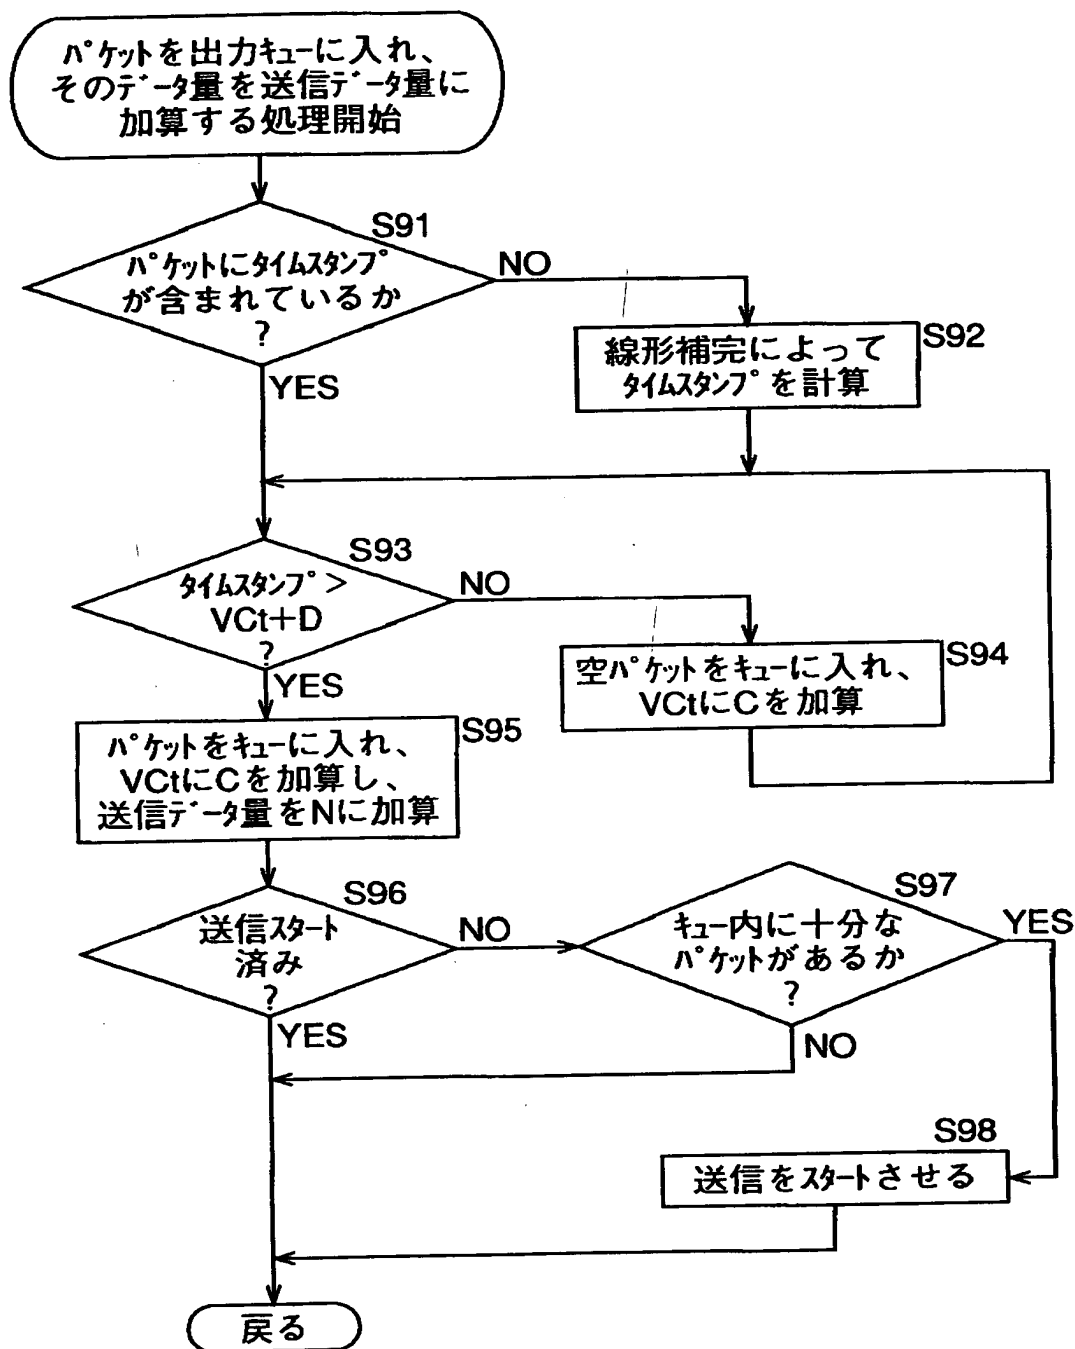 パケットを出力キューに入れ、
そのデータ量を送信データ量に
加算する処理開始
S91
パケットにタイムスタンプ
が含まれているか
?
NO
YES
S92
線形補完によって
タイムスタンプを計算
S93
タイムスタンプ>
VCt+D
?
NO
YES
S94
空パケットをキューに入れ、
VCtにCを加算
S95
パケットをキューに入れ、
VCtにCを加算し、
送信データ量をNに加算
S96
送信スタート
済み
?
NO
YES
S97
キュー内に十分な
パケットがあるか
?
YES
NO
S98
送信をスタートさせる
戻る